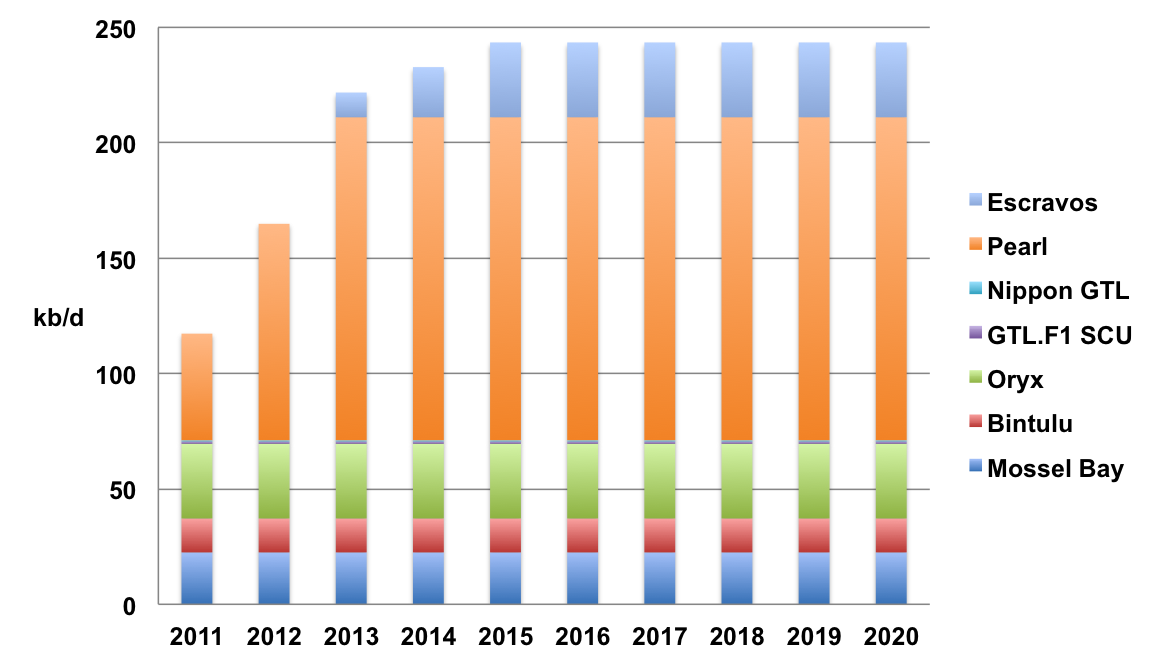 250
200
150
kb/d
100
50
0
2011 2012 2013 2014 2015 2016 2017 2018 2019 2020
Escravos
Pearl
Nippon GTL
GTL.F1 SCU
Oryx
Bintulu
Mossel Bay